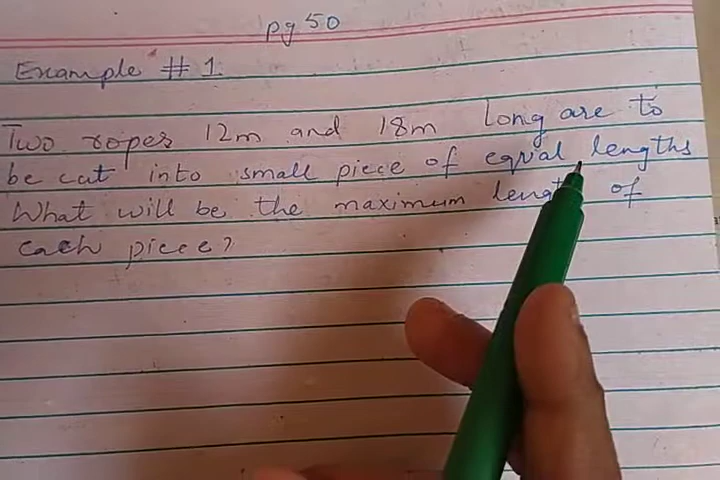 pg 50
Example # 1
Two ropes 12m and 18m long are to
be cut into small piece of equal lengths
What will be the maximum length of
each piece?